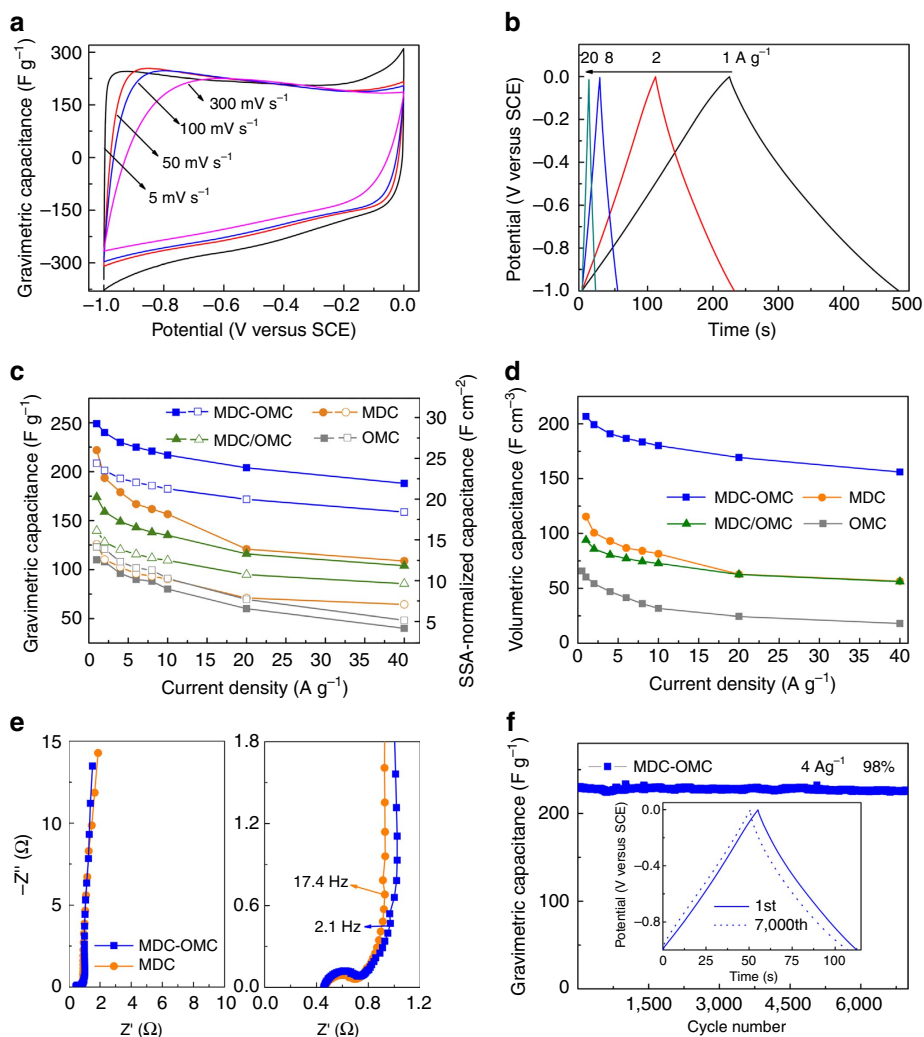 a
Gravimetric capacitance (F g⁻¹)
300
150
0
−150
−300
300 mV s⁻¹
100 mV s⁻¹
50 mV s⁻¹
5 mV s⁻¹
−1.0 −0.8 −0.6 −0.4 −0.2 0.0
Potential (V versus SCE)
b
Potential (V versus SCE)
20 8 2 1 A g⁻¹
0.0
−0.2
−0.4
−0.6
−0.8
−1.0
0 100 200 300 400 500
Time (s)
c
Gravimetric capacitance (F g⁻¹)
250
225
200
175
150
125
100
75
50
MDC-OMC MDC
MDC/OMC OMC
30
25
20
15
10
5
SSA-normalized capacitance (F cm⁻²)
0 5 10 15 20 25 30 35 40
Current density (A g⁻¹)
d
Volumetric capacitance (F cm⁻³)
200
150
100
50
0
MDC-OMC MDC
MDC/OMC OMC
0 5 10 15 20 25 30 35 40
Current density (A g⁻¹)
e
−Z'' (Ω)
15
10
5
0
MDC-OMC
MDC
0 2 4 6 8 10
Z' (Ω)
1.8
1.2
0.6
0.0
17.4 Hz
2.1 Hz
0.0 0.4 0.8 1.2
Z' (Ω)
f
Gravimetric capacitance (F g⁻¹)
200
100
0
MDC-OMC 4 Ag⁻¹ 98%
Potential (V versus SCE)
0.0
−0.4
−0.8
1st
7,000th
0 25 50 75 100
Time (s)
1,500 3,000 4,500 6,000
Cycle number